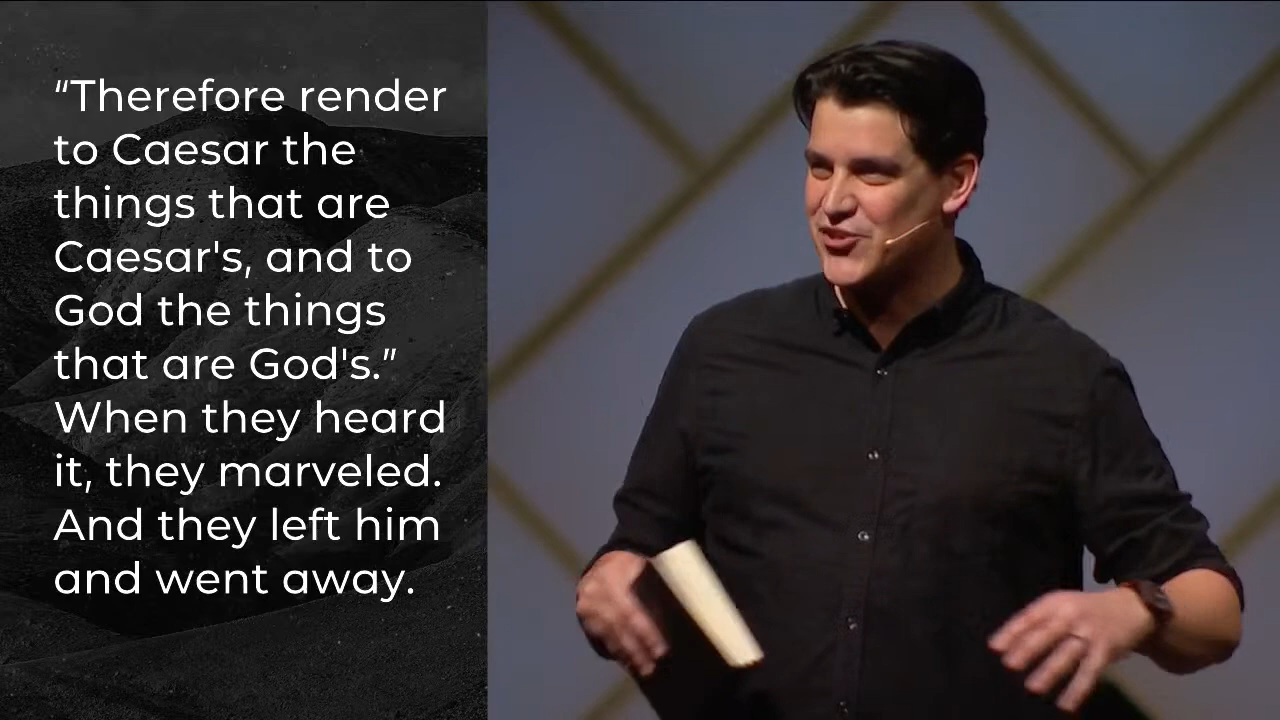 “Therefore render
to Caesar the
things that are
Caesar's, and to
God the things
that are God's.”
When they heard
it, they marveled.
And they left him
and went away.